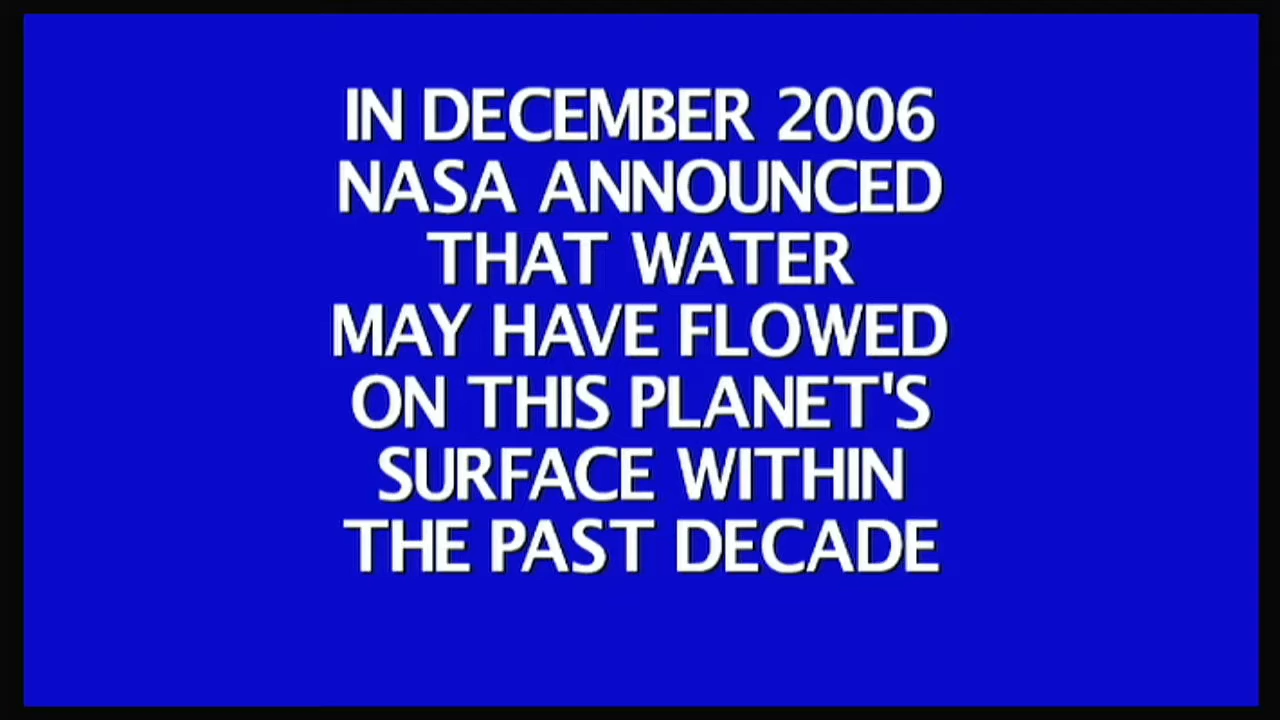 IN DECEMBER 2006
NASA ANNOUNCED
THAT WATER
MAY HAVE FLOWED
ON THIS PLANET'S
SURFACE WITHIN
THE PAST DECADE